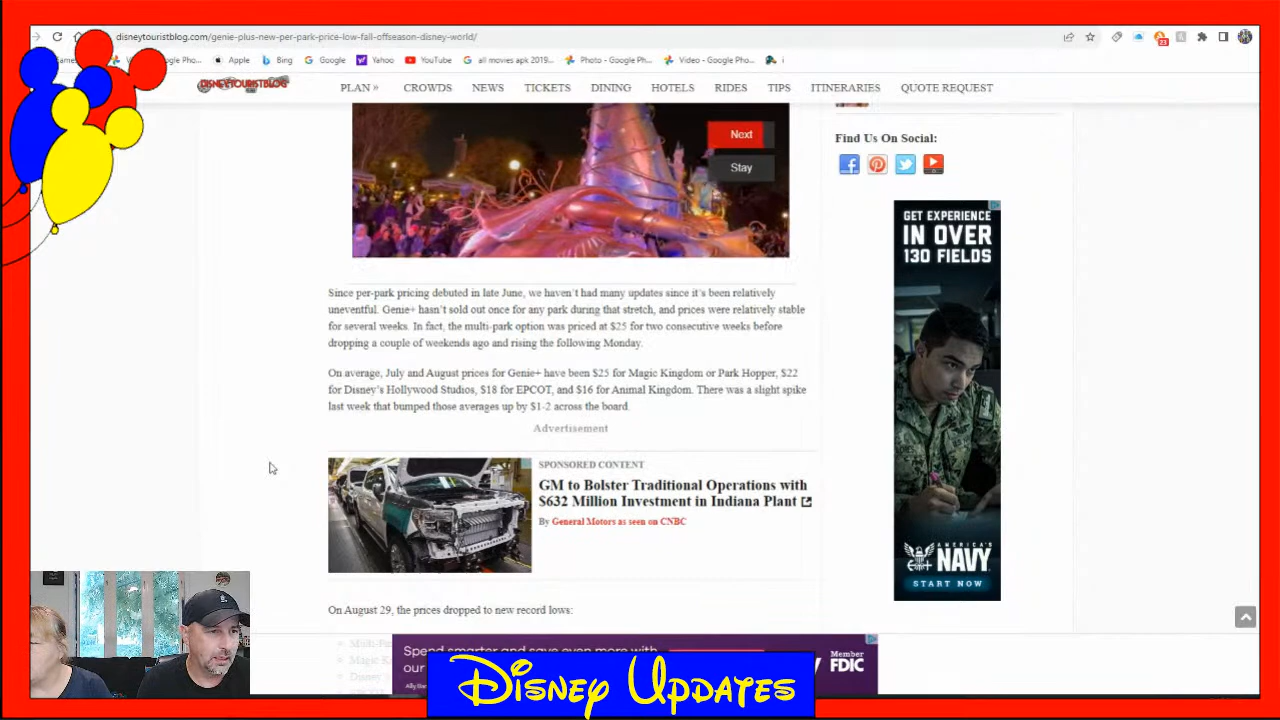 disneytouristblog.com/genie-plus-new-per-park-price-low-fall-offseason-disney-world/
Apple Bing Google Yahoo YouTube all movies apk 2019... Photo - Google Ph... Video - Google Pho...
DISNEYTOURISTBLOG PLAN » CROWDS NEWS TICKETS DINING HOTELS RIDES TIPS ITINERARIES QUOTE REQUEST
Next
Stay
Find Us On Social:
GET EXPERIENCE
IN OVER
130 FIELDS
AMERICA'S
NAVY
START NOW
Since per-park pricing debuted in late June, we haven't had many updates since it's been relatively
uneventful. Genie+ hasn't sold out once for any park during that stretch, and prices were relatively stable
for several weeks. In fact, the multi-park option was priced at $25 for two consecutive weeks before
dropping a couple of weekends ago and rising the following Monday.
On average, July and August prices for Genie+ have been $25 for Magic Kingdom or Park Hopper, $22
for Disney's Hollywood Studios, $18 for EPCOT, and $16 for Animal Kingdom. There was a slight spike
last week that bumped those averages up by $1-2 across the board.
Advertisement
SPONSORED CONTENT
GM to Bolster Traditional Operations with
$632 Million Investment in Indiana Plant
By General Motors as seen on CNBC
On August 29, the prices dropped to new record lows:
Spend smarter and save even more with
our
Member
FDIC
DISNEY UPDATES